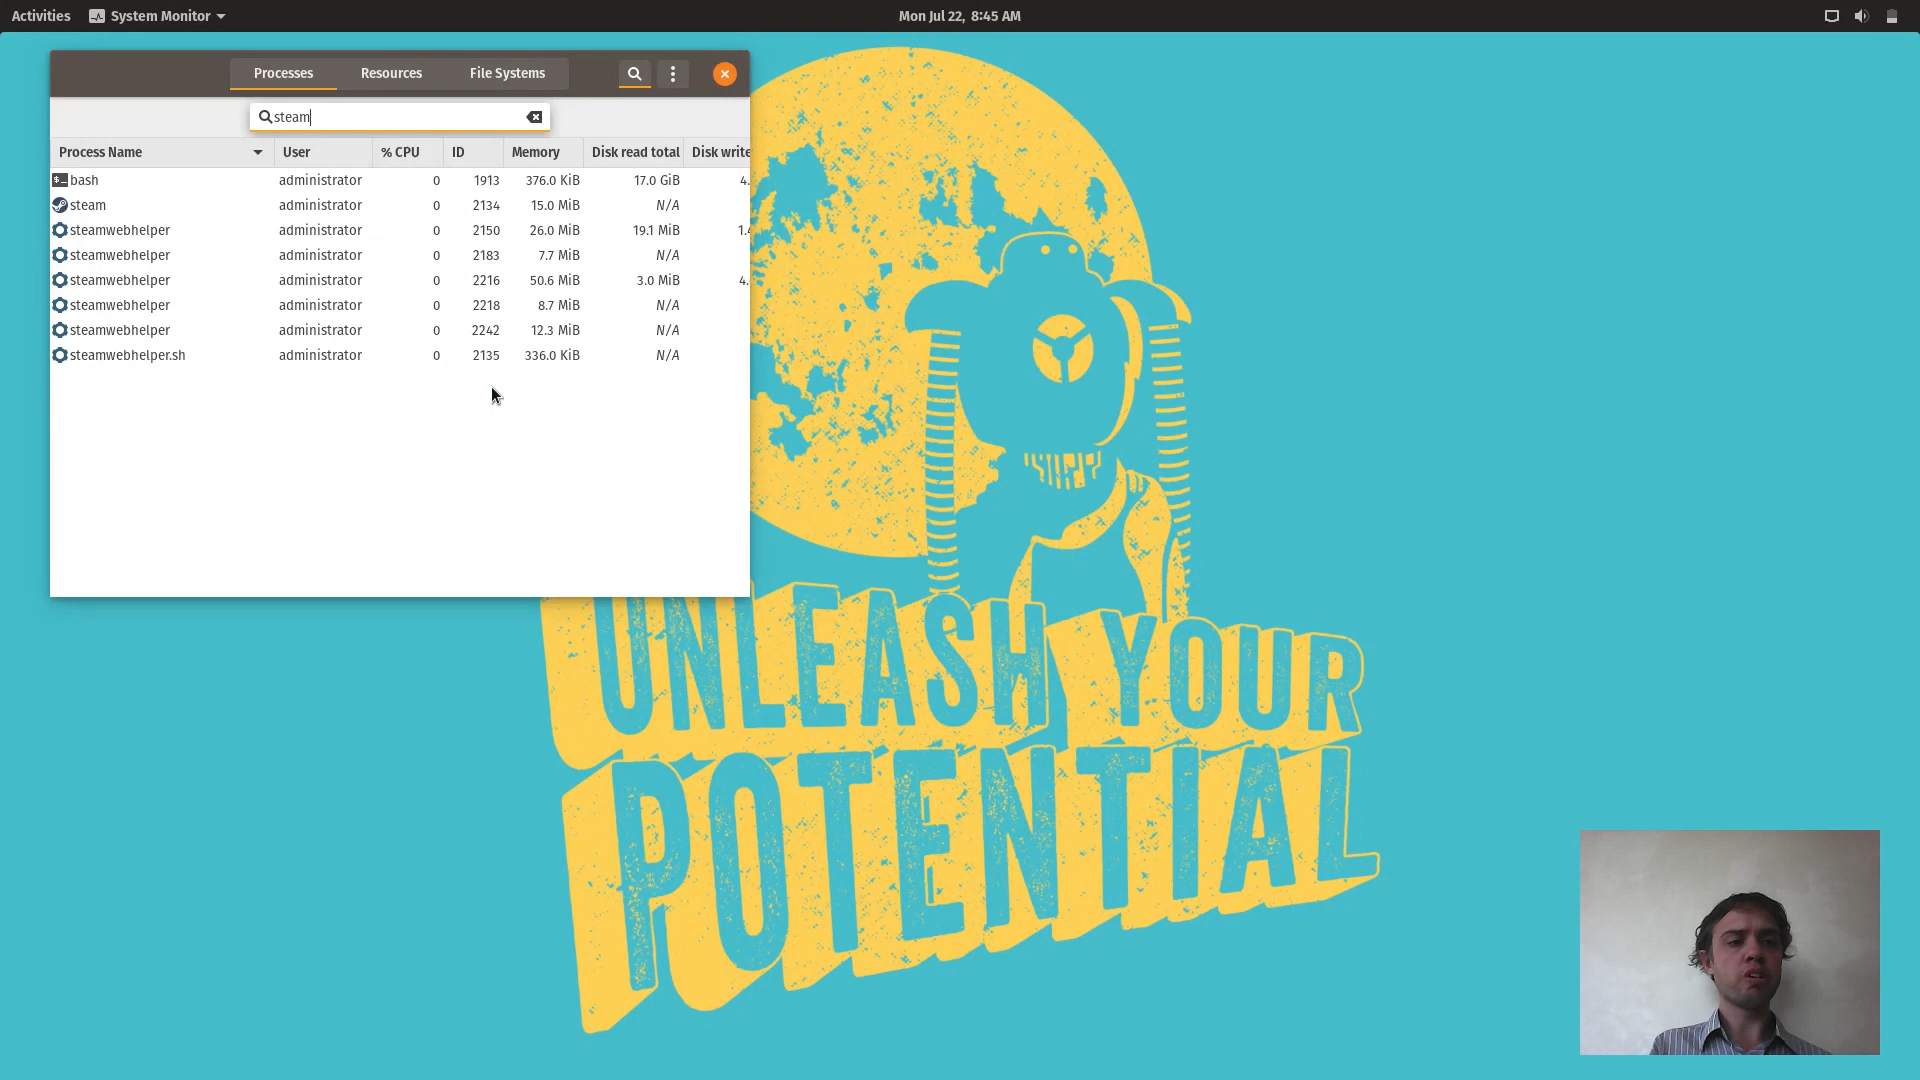 Activities System Monitor Mon Jul 22, 8:45 AM
Processes Resources File Systems
steam
Process Name User % CPU ID Memory Disk read total Disk write
bash administrator 0 1913 376.0 KiB 17.0 GiB 4.
steam administrator 0 2134 15.0 MiB N/A
steamwebhelper administrator 0 2150 26.0 MiB 19.1 MiB 1.4
steamwebhelper administrator 0 2183 7.7 MiB N/A
steamwebhelper administrator 0 2216 50.6 MiB 3.0 MiB 4.
steamwebhelper administrator 0 2218 8.7 MiB N/A
steamwebhelper administrator 0 2242 12.3 MiB N/A
steamwebhelper.sh administrator 0 2135 336.0 KiB N/A
UNLEASH YOUR
POTENTIAL